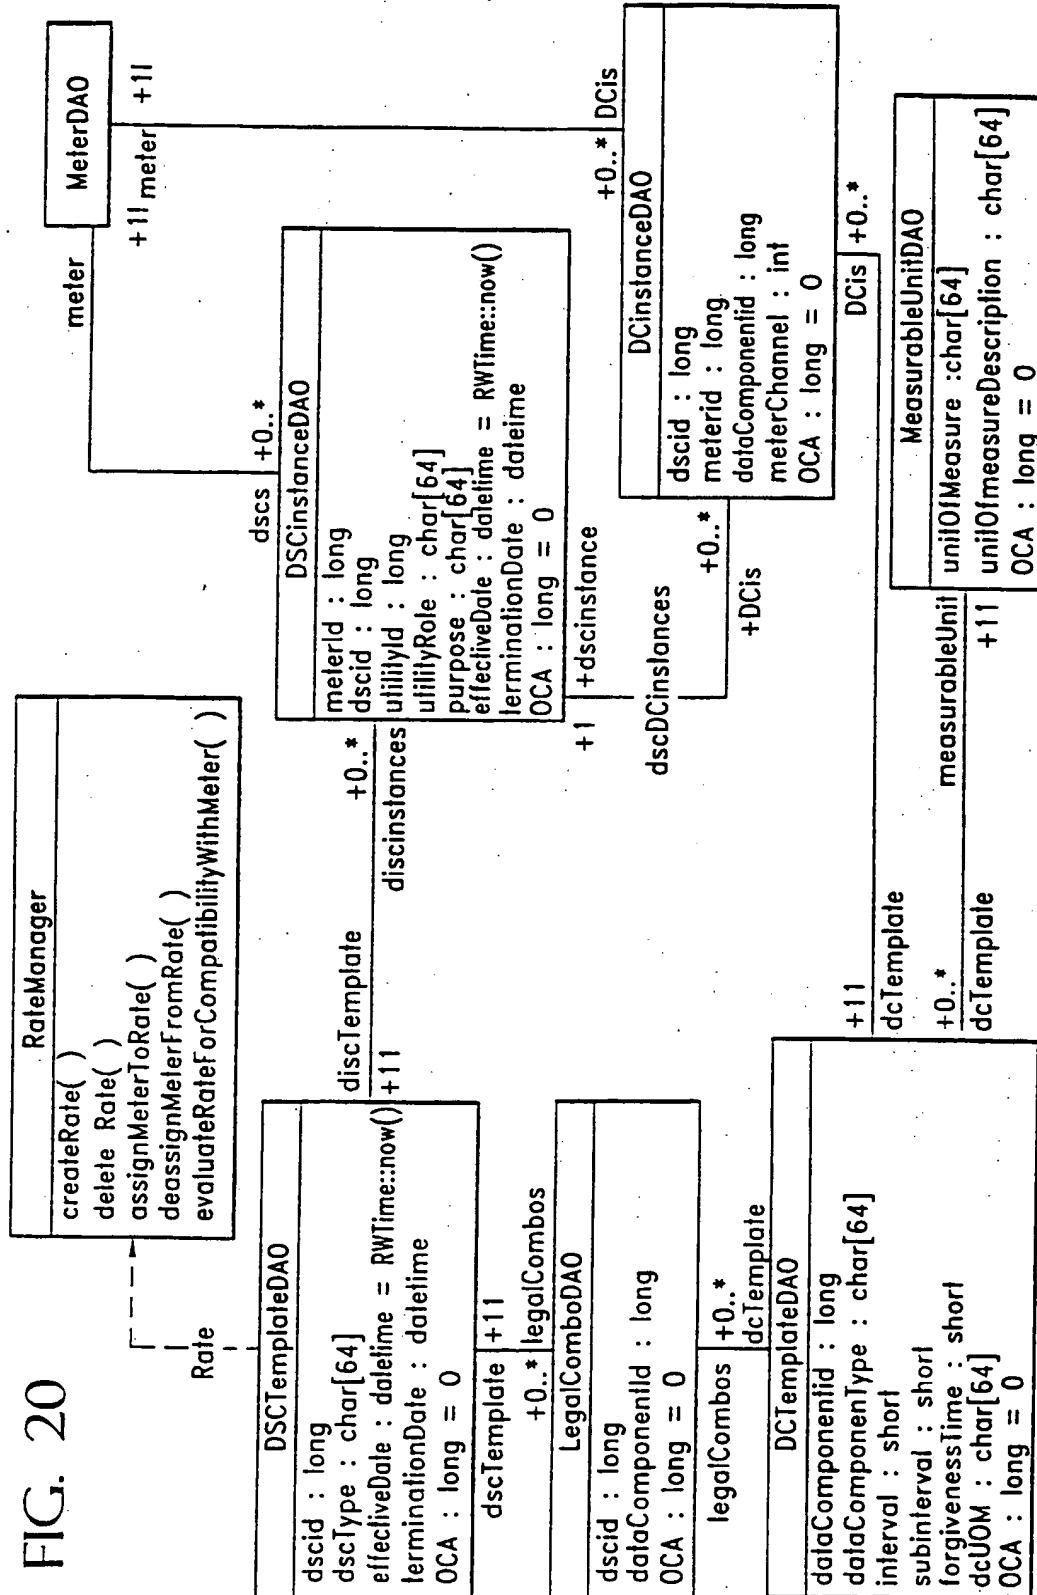 FIG. 20
RateManager
createRate( )
delete Rate( )
assignMeterToRate( )
deassignMeterFromRate( )
evaluateRateForCompatibilityWithMeter( )
Rate
MeterDAO
meter
+11
meter
+11
dscs
+0..*
+0..*
DCis
DSCTemplateDAO
dscid : long
dscType : char[64]
effectiveDate : datetime = RWTime::now()
terminationDate : datetime
OCA : long = 0
discTemplate
+11
+0..*
discinstances
DSCinstanceDAO
meterId : long
dscid : long
utilityId : long
utilityRole : char[64]
purpose : char[64]
effectiveDate : datetime = RWTime::now()
terminationDate : dateime
OCA : long = 0
+1
+dscinstance
dscDCinstances
+0..*
+DCis
DCinstanceDAO
dscid : long
meterid : long
dataComponentid : long
meterChannel : int
OCA : long = 0
DCis
+0..*
dscTemplate
+11
+0..*
legalCombos
LegalComboDAO
dscid : long
dataComponentId : long
OCA : long = 0
legalCombos
+0..*
dcTemplate
DCTemplateDAO
dataComponentid : long
dataComponenType : char[64]
interval : short
subinterval : short
forgivenessTime : short
dcUOM : char[64]
OCA : long = 0
+11
dcTemplate
+0..*
dcTemplate
measurableUnit
+11
MeasurableUnitDAO
unitOfMeasure :char[64]
unitOfmeasureDescription : char[64]
OCA : long = 0